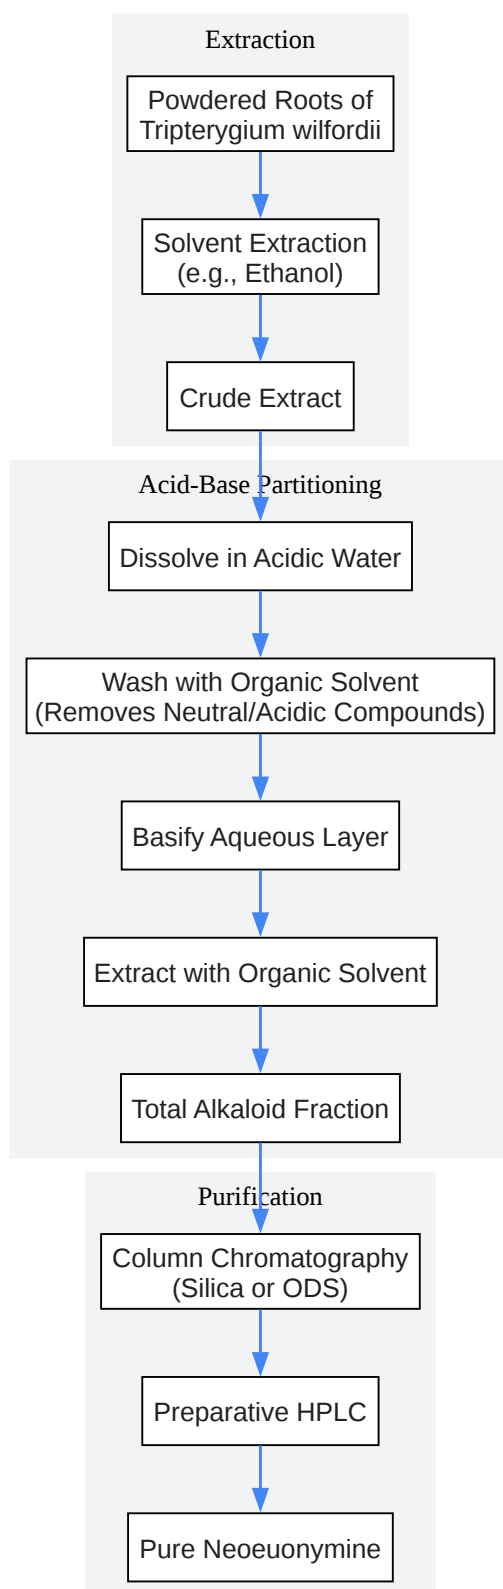 Extraction
Powdered Roots of
Tripterygium wilfordii
Solvent Extraction
(e.g., Ethanol)
Crude Extract
Acid-Base Partitioning
Dissolve in Acidic Water
Wash with Organic Solvent
(Removes Neutral/Acidic Compounds)
Basify Aqueous Layer
Extract with Organic Solvent
Total Alkaloid Fraction
Purification
Column Chromatography
(Silica or ODS)
Preparative HPLC
Pure Neoeuonymine